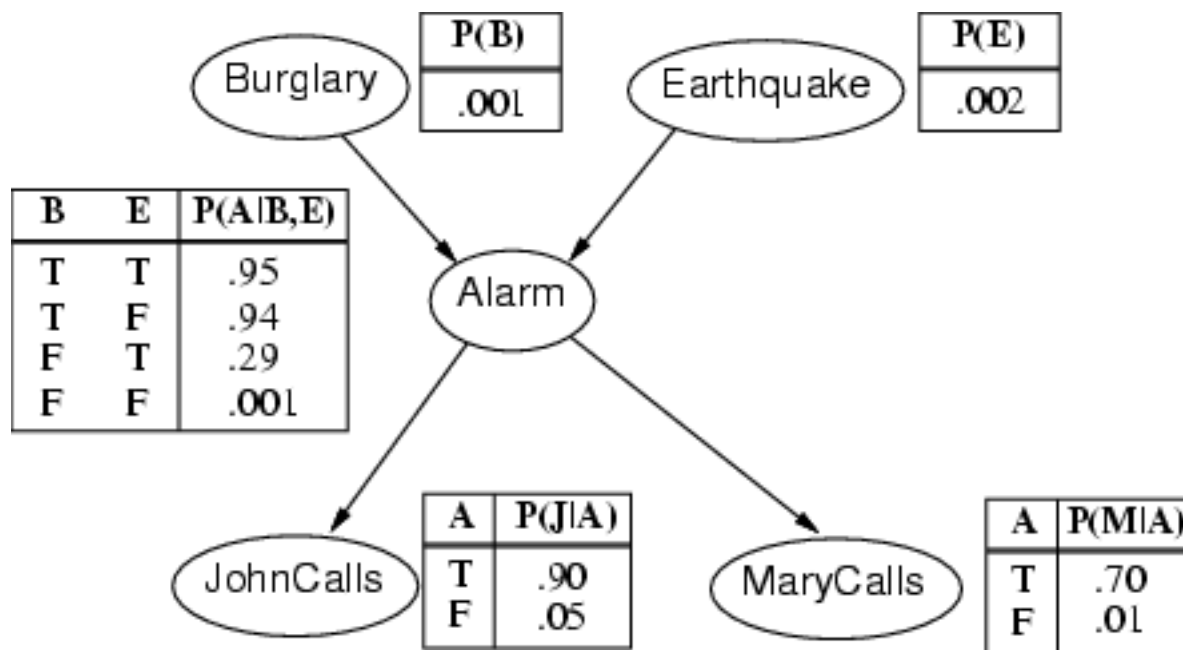 Burglary
P(B)
.001
Earthquake
P(E)
.002
B E P(A|B,E)
T T .95
T F .94
F T .29
F F .001
Alarm
JohnCalls
A P(J|A)
T .90
F .05
MaryCalls
A P(M|A)
T .70
F .01